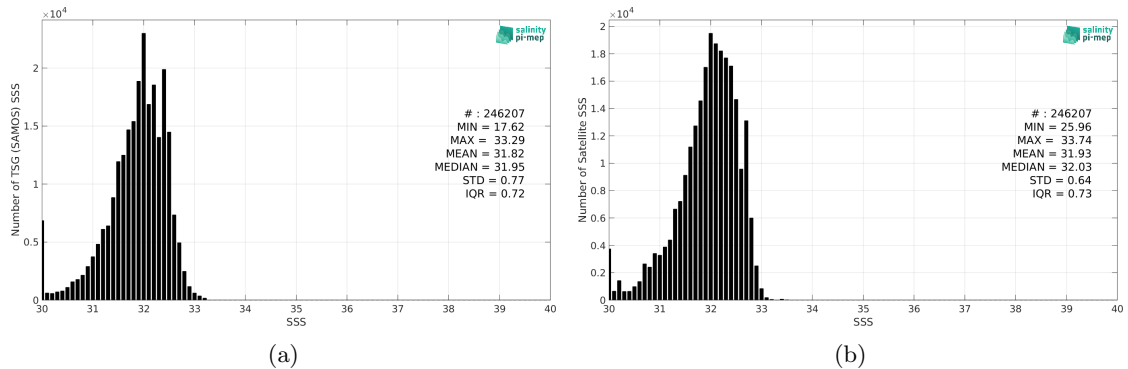 ×10⁴
salinity
pi-mep
2
1.5
1
0.5
0
Number of TSG (SAMOS) SSS
# : 246207
MIN = 17.62
MAX = 33.29
MEAN = 31.82
MEDIAN = 31.95
STD = 0.77
IQR = 0.72
30 31 32 33 34 35 36 37 38 39 40
SSS
(a)
×10⁴
salinity
pi-mep
2
1.8
1.6
1.4
1.2
1
0.8
0.6
0.4
0.2
0
Number of Satellite SSS
# : 246207
MIN = 25.96
MAX = 33.74
MEAN = 31.93
MEDIAN = 32.03
STD = 0.64
IQR = 0.73
30 31 32 33 34 35 36 37 38 39 40
SSS
(b)